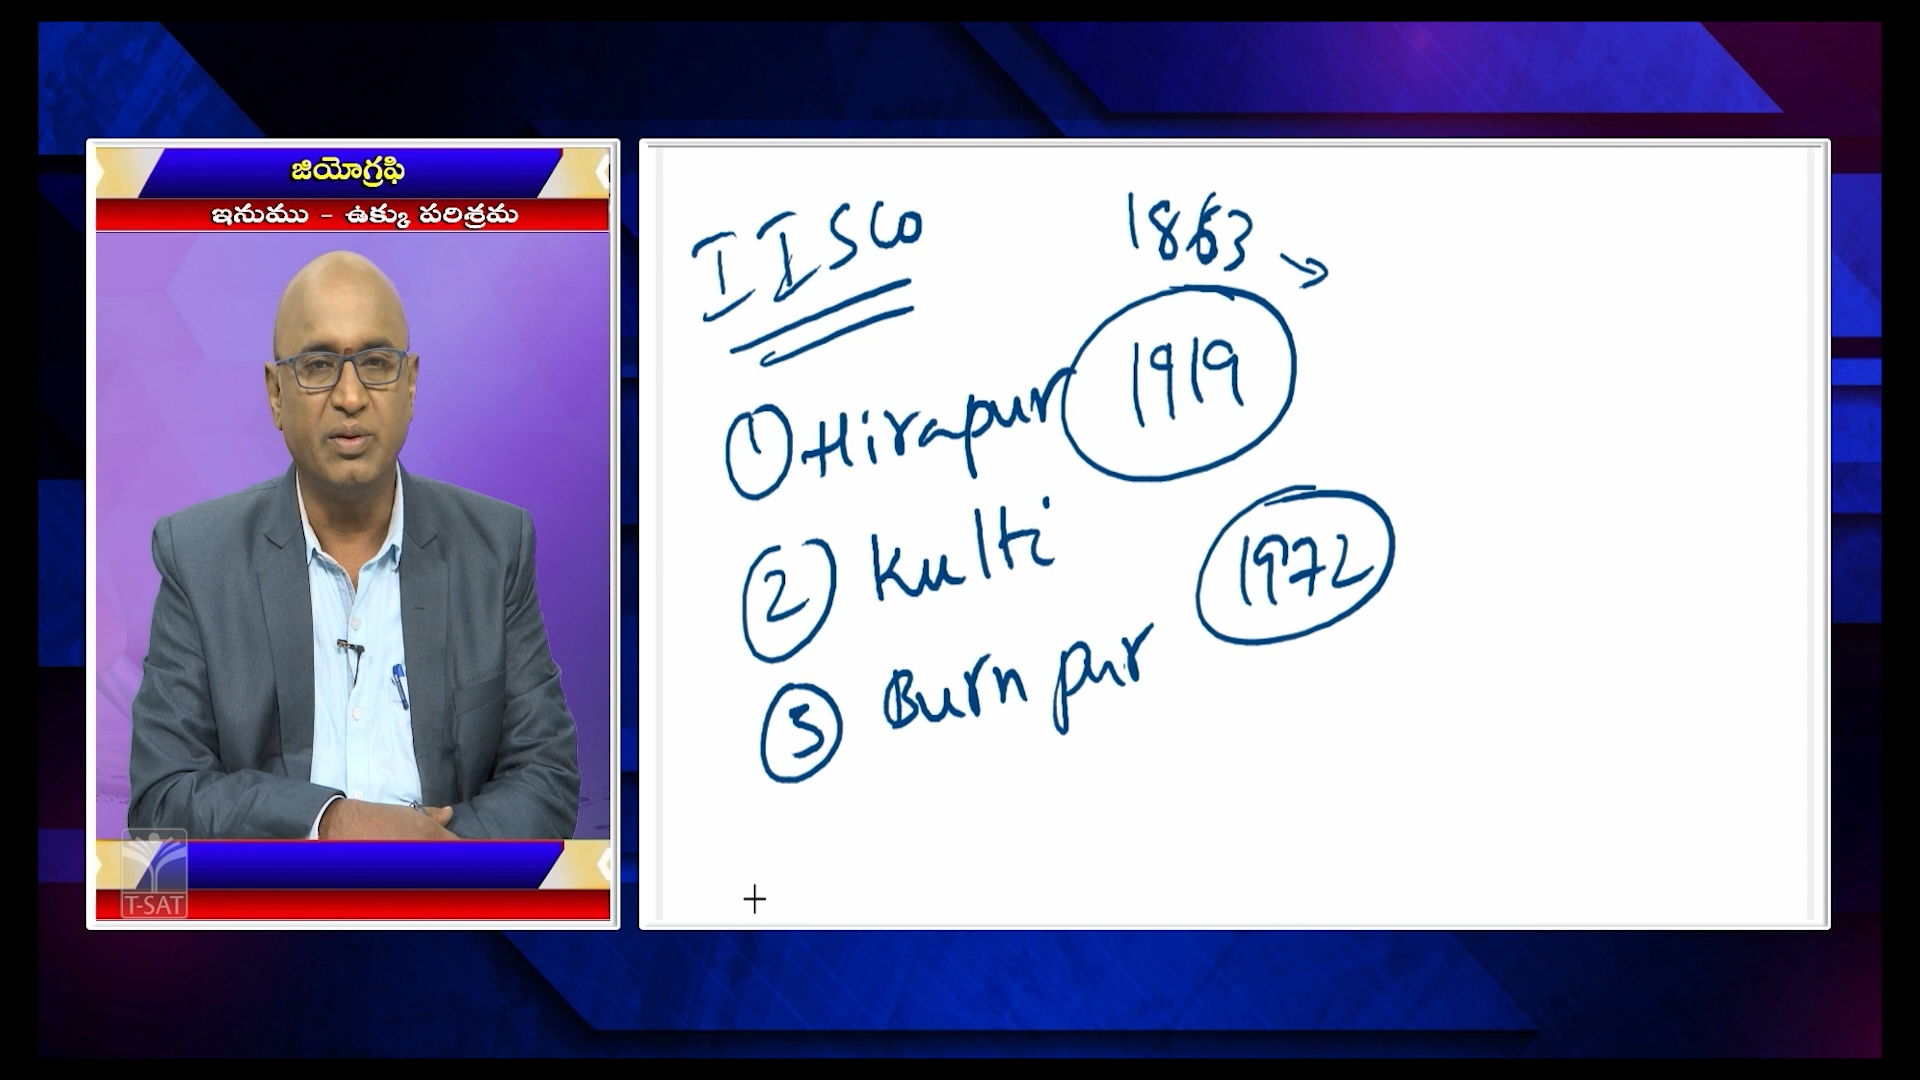 జియోగ్రఫి
ఇనుము - ఉక్కు పరిశ్రమ
IISCO
1863 →
① Hirapur
1919
② Kulti
1972
③ Burnpur
T-SAT